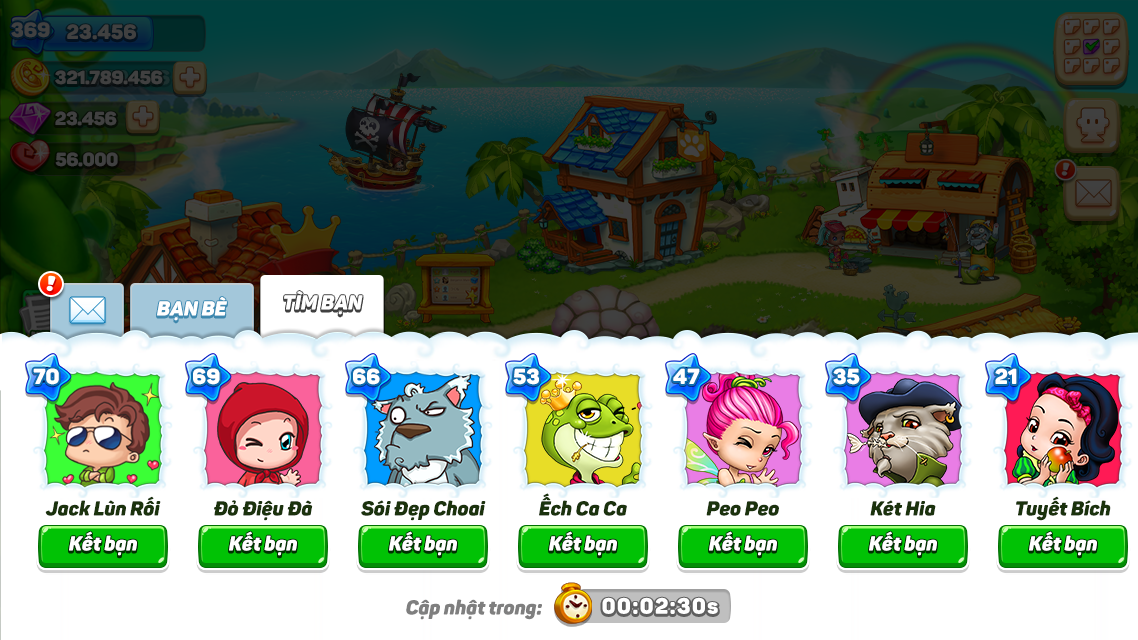 369 23.456
321.789.456
23.456
56.000
BẠN BÈ
TÌM BẠN
70
69
66
53
47
35
21
Jack Lùn Rối
Đỏ Điệu Đà
Sói Đẹp Choai
Ếch Ca Ca
Peo Peo
Két Hia
Tuyết Bích
Kết bạn
Kết bạn
Kết bạn
Kết bạn
Kết bạn
Kết bạn
Kết bạn
Cập nhật trong: 00:02:30s